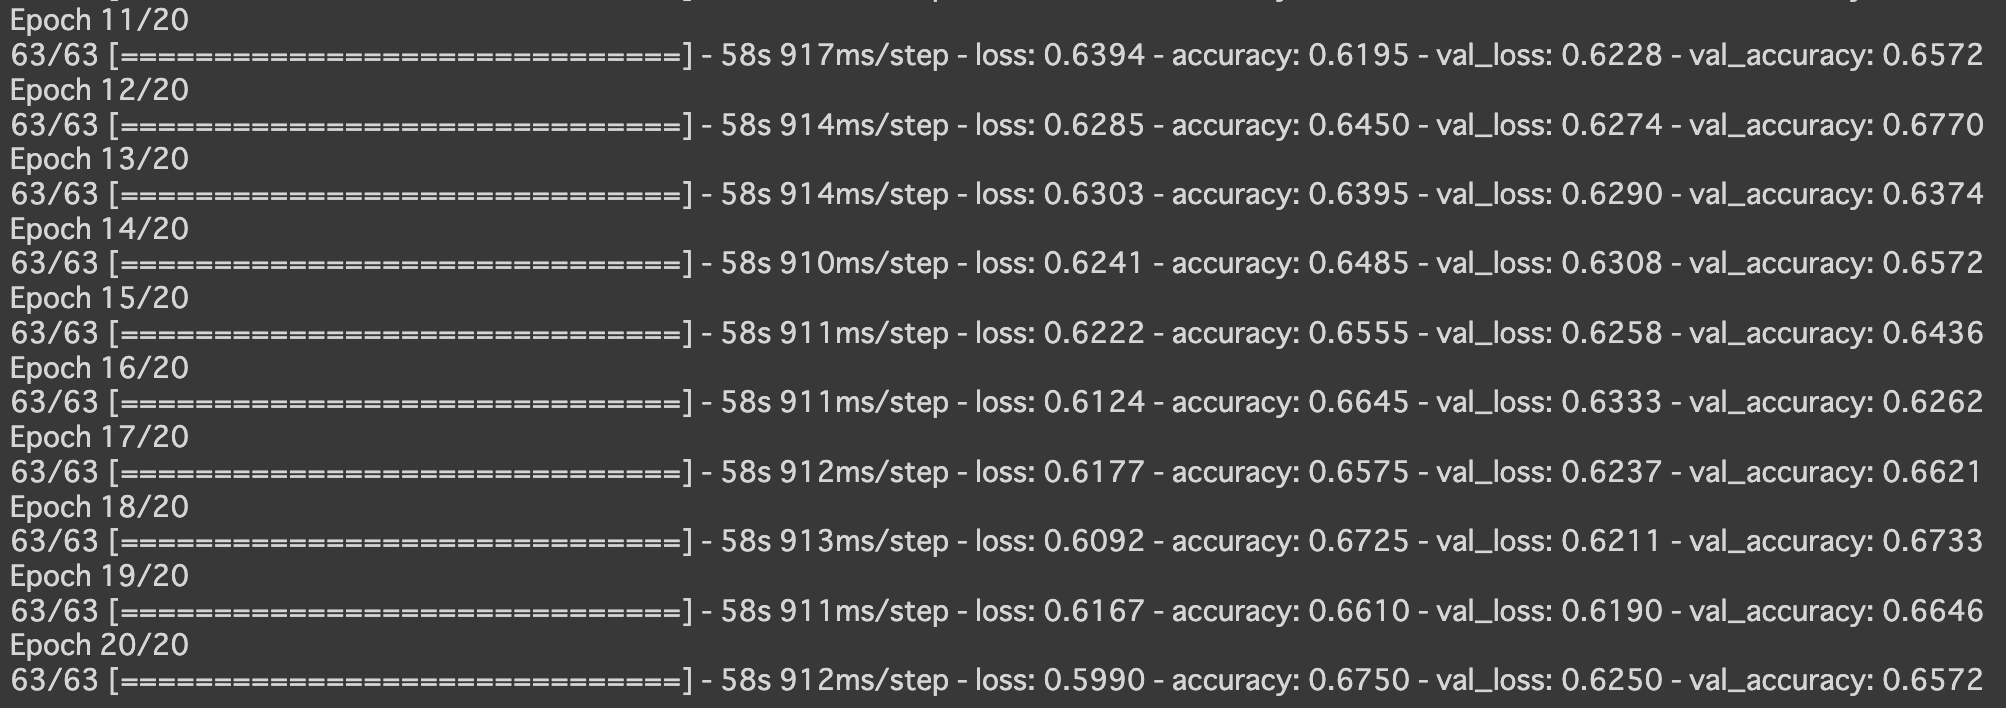 Epoch 11/20
63/63 [==============================] - 58s 917ms/step - loss: 0.6394 - accuracy: 0.6195 - val_loss: 0.6228 - val_accuracy: 0.6572
Epoch 12/20
63/63 [==============================] - 58s 914ms/step - loss: 0.6285 - accuracy: 0.6450 - val_loss: 0.6274 - val_accuracy: 0.6770
Epoch 13/20
63/63 [==============================] - 58s 914ms/step - loss: 0.6303 - accuracy: 0.6395 - val_loss: 0.6290 - val_accuracy: 0.6374
Epoch 14/20
63/63 [==============================] - 58s 910ms/step - loss: 0.6241 - accuracy: 0.6485 - val_loss: 0.6308 - val_accuracy: 0.6572
Epoch 15/20
63/63 [==============================] - 58s 911ms/step - loss: 0.6222 - accuracy: 0.6555 - val_loss: 0.6258 - val_accuracy: 0.6436
Epoch 16/20
63/63 [==============================] - 58s 911ms/step - loss: 0.6124 - accuracy: 0.6645 - val_loss: 0.6333 - val_accuracy: 0.6262
Epoch 17/20
63/63 [==============================] - 58s 912ms/step - loss: 0.6177 - accuracy: 0.6575 - val_loss: 0.6237 - val_accuracy: 0.6621
Epoch 18/20
63/63 [==============================] - 58s 913ms/step - loss: 0.6092 - accuracy: 0.6725 - val_loss: 0.6211 - val_accuracy: 0.6733
Epoch 19/20
63/63 [==============================] - 58s 911ms/step - loss: 0.6167 - accuracy: 0.6610 - val_loss: 0.6190 - val_accuracy: 0.6646
Epoch 20/20
63/63 [==============================] - 58s 912ms/step - loss: 0.5990 - accuracy: 0.6750 - val_loss: 0.6250 - val_accuracy: 0.6572